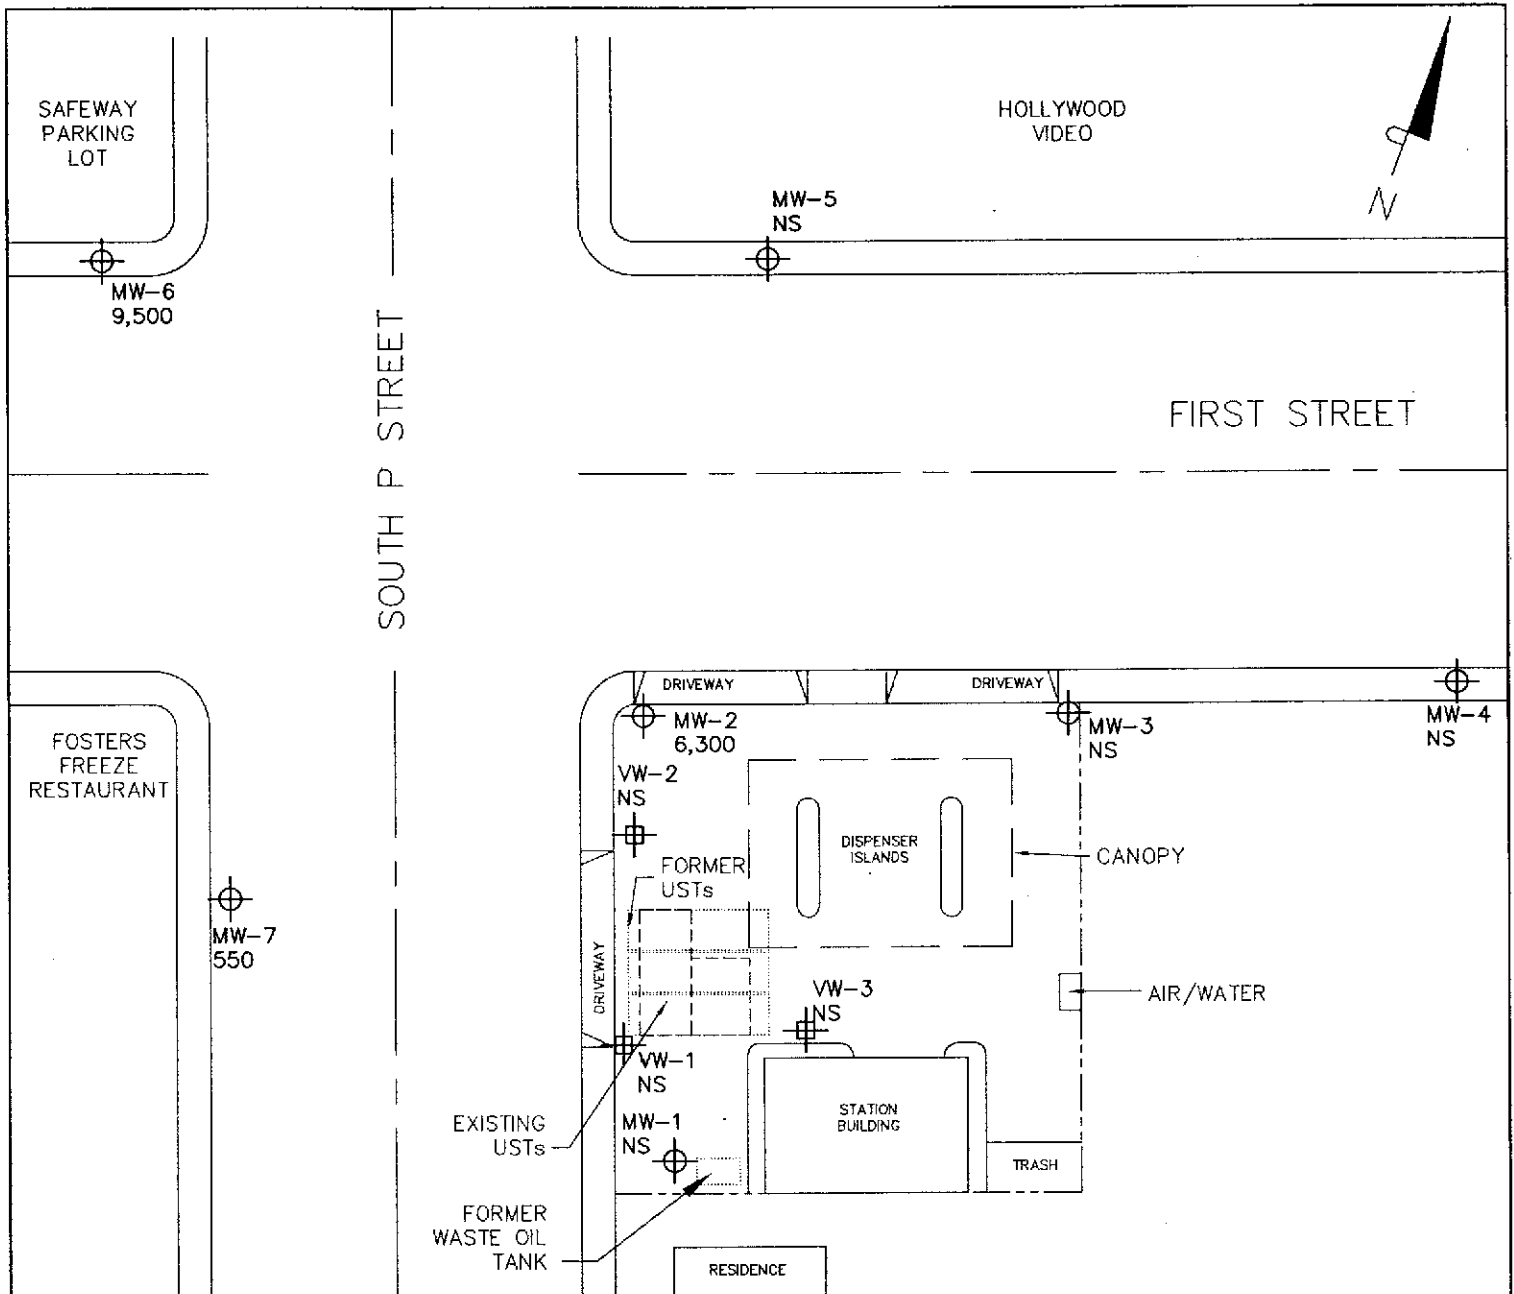 SAFEWAY
PARKING
LOT
HOLLYWOOD
VIDEO
N
MW-5
NS
MW-6
9,500
SOUTH P STREET
FIRST STREET
DRIVEWAY
DRIVEWAY
MW-2
6,300
MW-3
NS
MW-4
NS
FOSTERS
FREEZE
RESTAURANT
VW-2
NS
DISPENSER
ISLANDS
CANOPY
FORMER
USTs
MW-7
550
DRIVEWAY
VW-3
NS
AIR/WATER
VW-1
NS
EXISTING
USTs
MW-1
NS
STATION
BUILDING
TRASH
FORMER
WASTE OIL
TANK
RESIDENCE